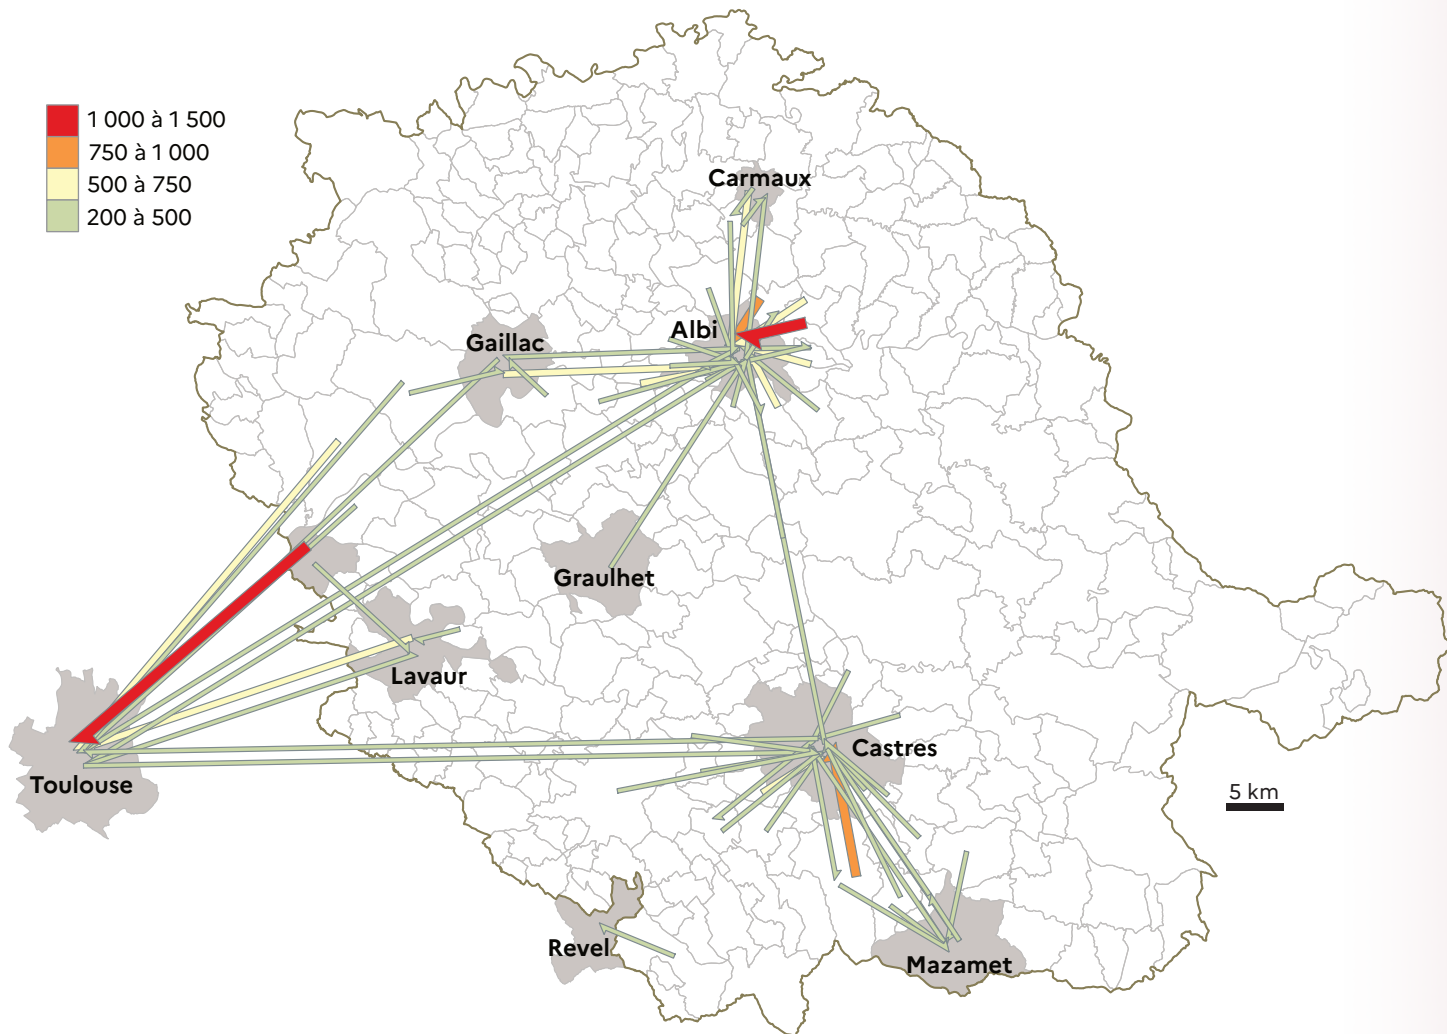 1 000 à 1 500
750 à 1 000
500 à 750
200 à 500
Carmaux
Albi
Gaillac
Graulhet
Lavaur
Castres
Toulouse
5 km
Revel
Mazamet